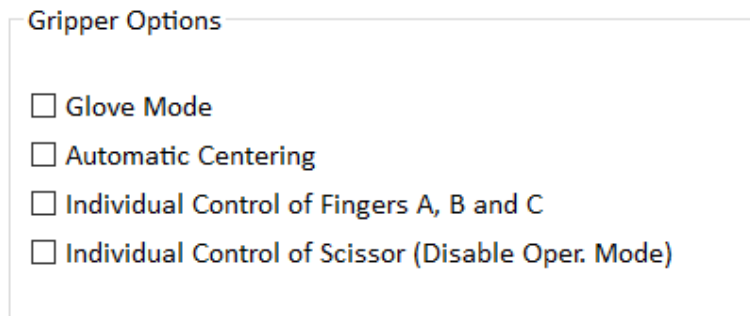 Gripper Options
Glove Mode
Automatic Centering
Individual Control of Fingers A, B and C
Individual Control of Scissor (Disable Oper. Mode)